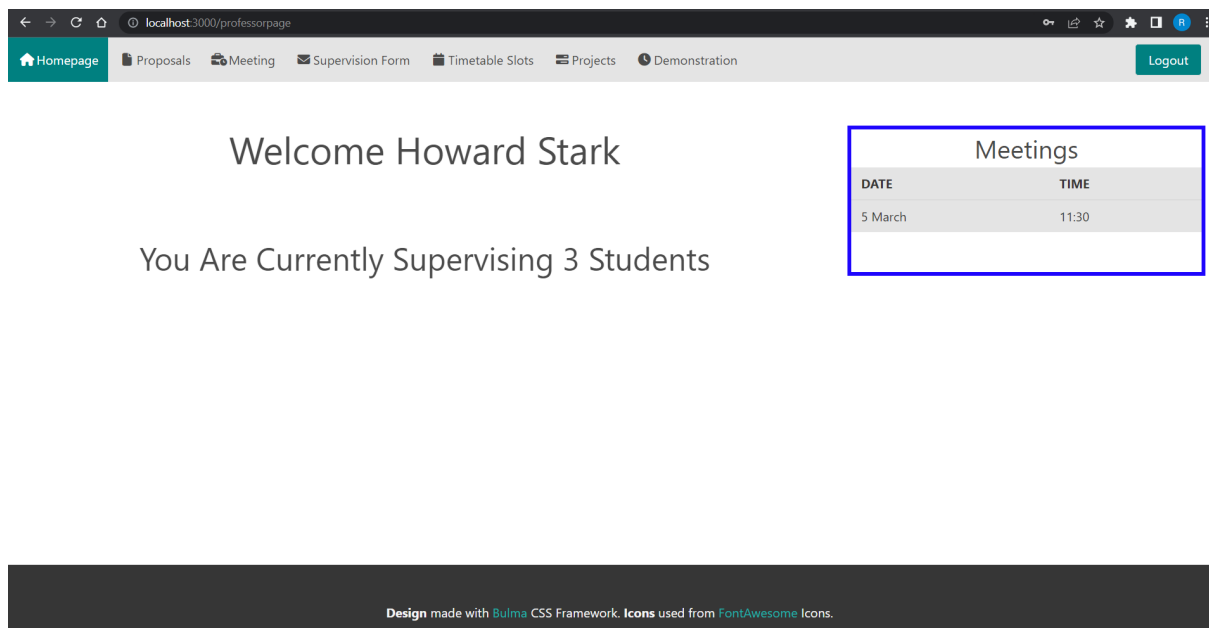 localhost:3000/professorpage
R
Homepage Proposals Meeting Supervision Form Timetable Slots Projects Demonstration Logout
Welcome Howard Stark
You Are Currently Supervising 3 Students
Meetings
DATE TIME
5 March 11:30
Design made with Bulma CSS Framework. Icons used from FontAwesome Icons.